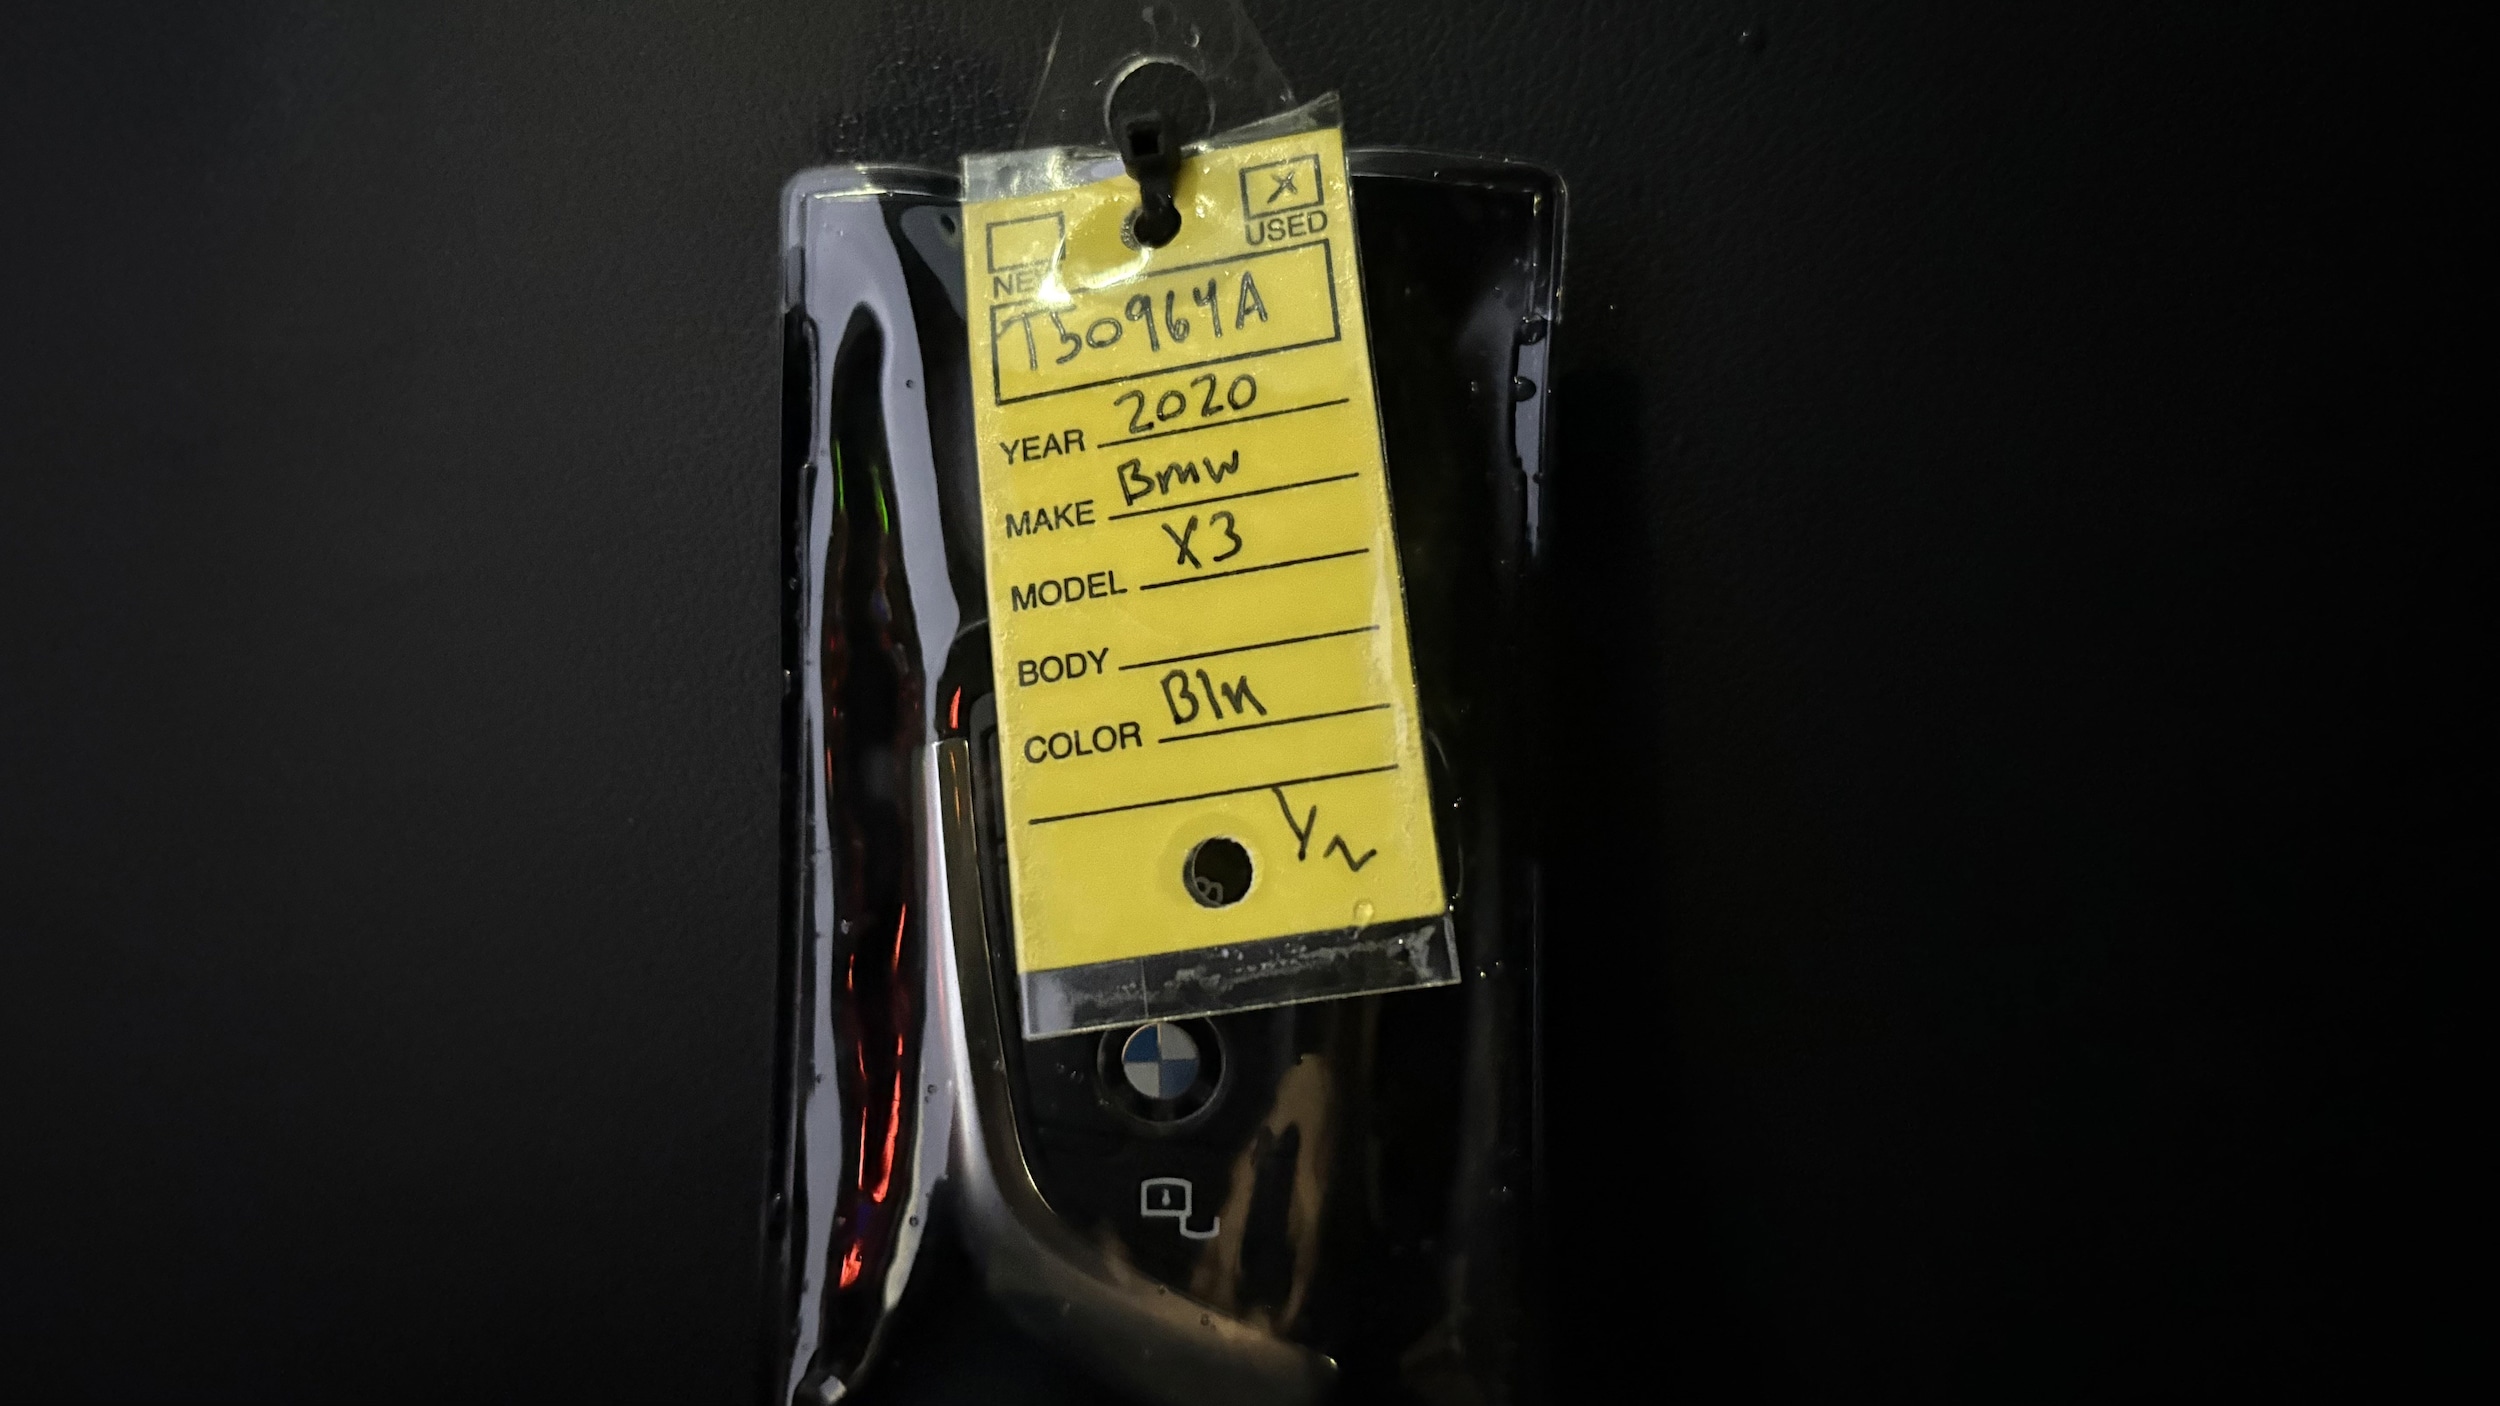 X
NEW USED
T50964A
YEAR 2020
MAKE Bmw
MODEL X3
BODY
COLOR Blk